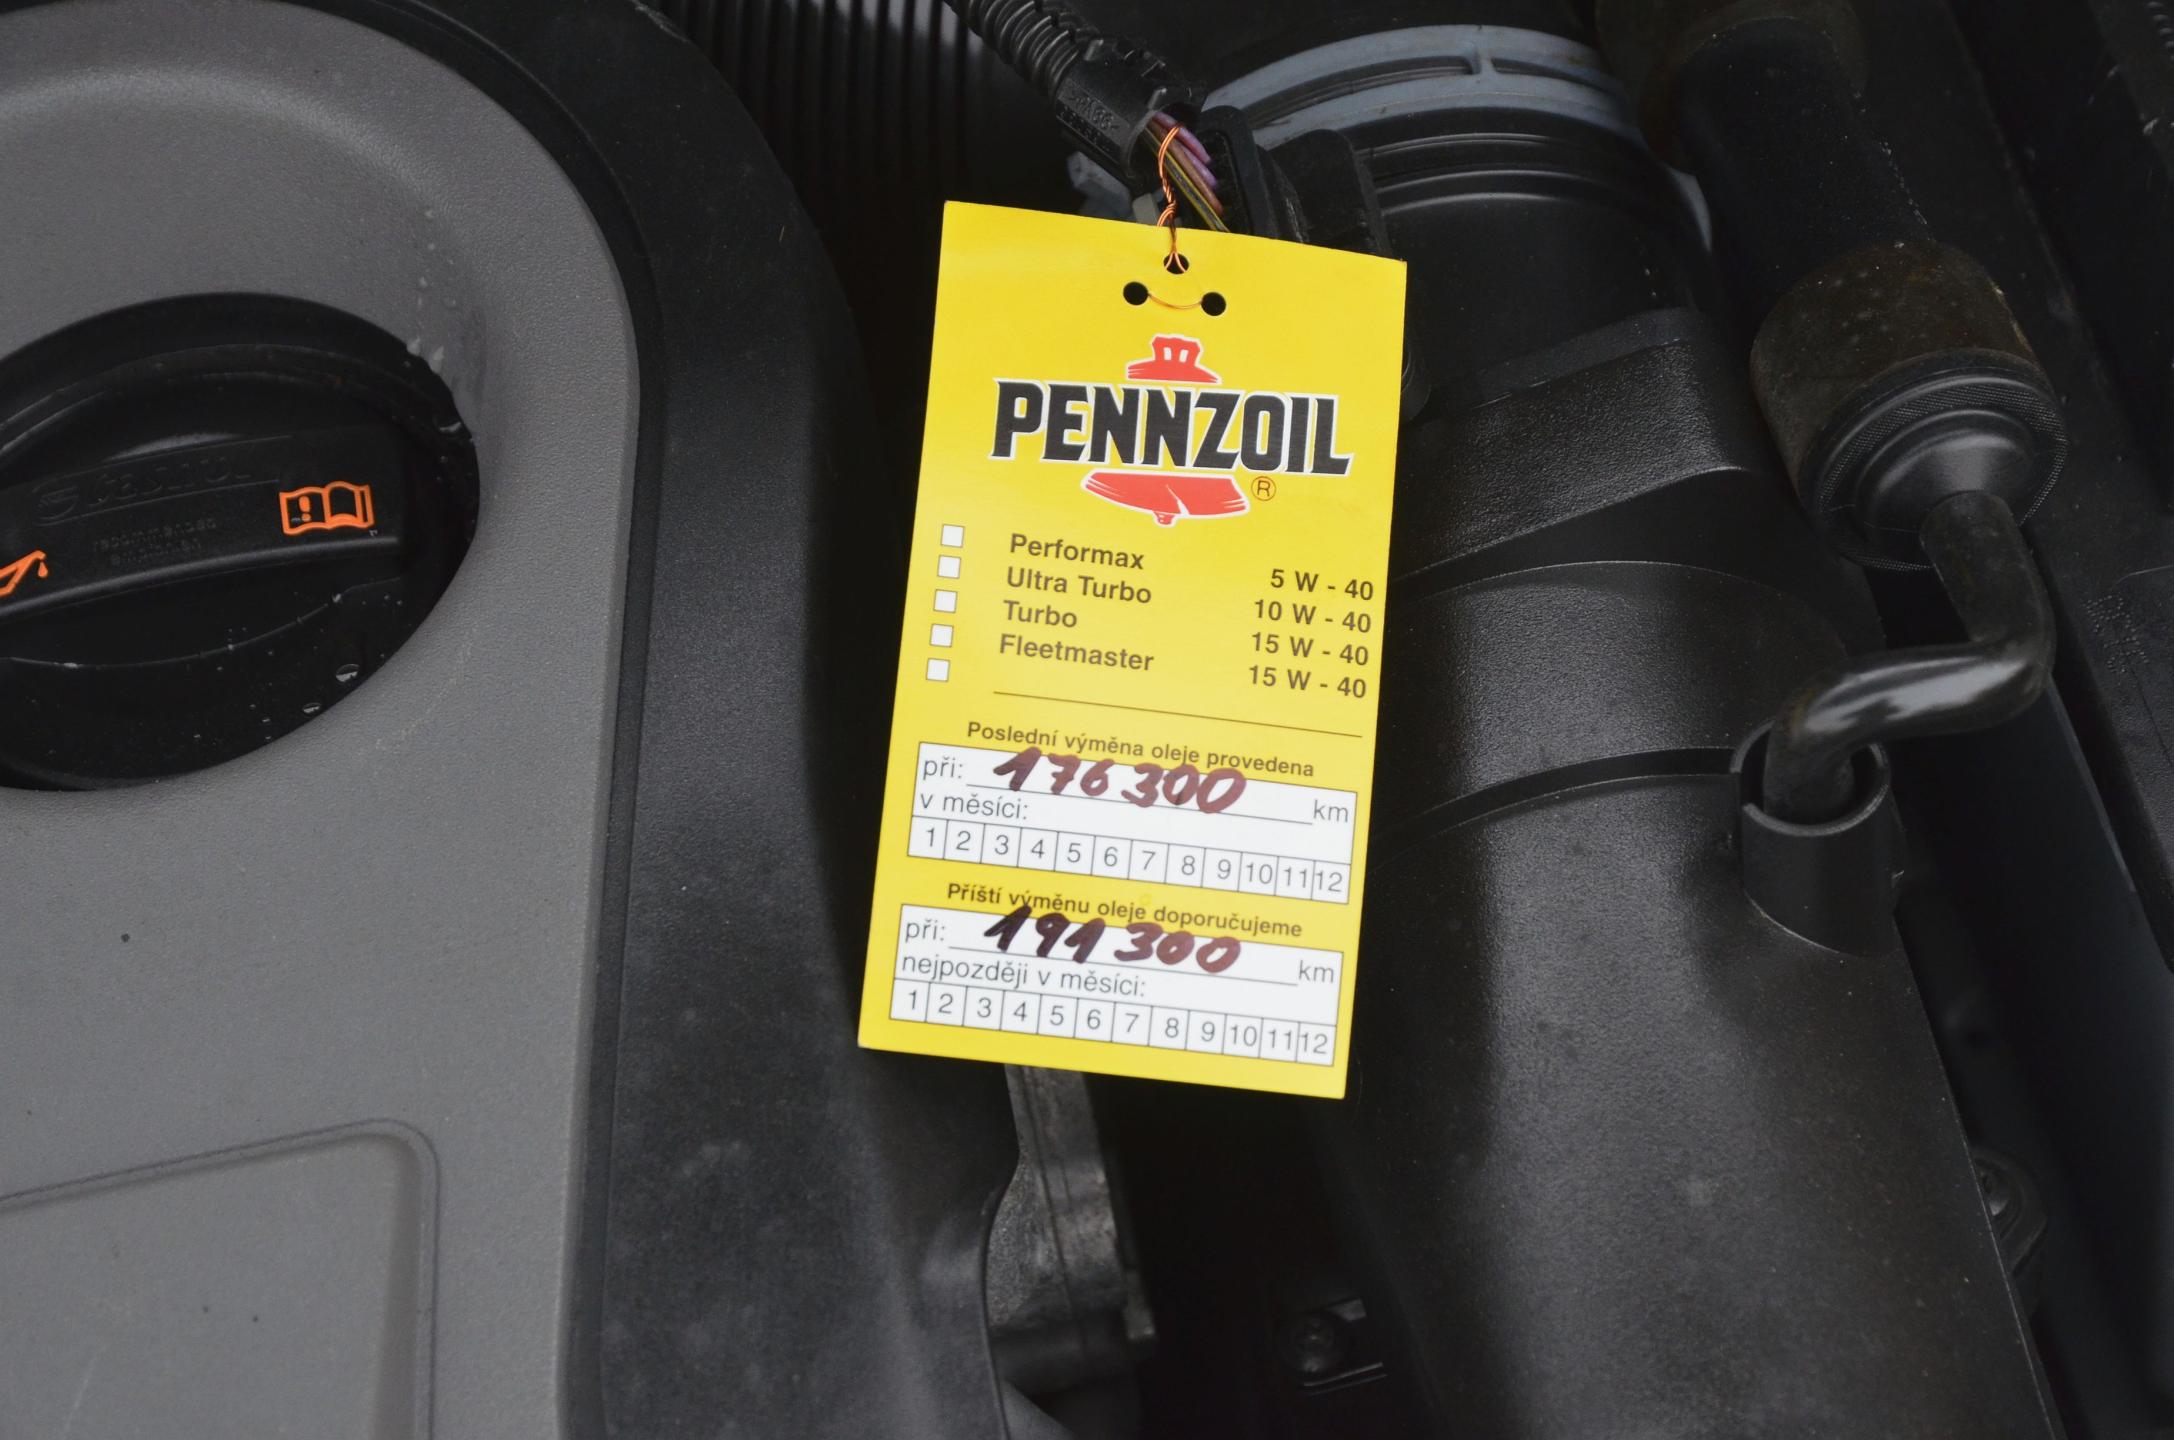 PENNZOIL
®
Performax 5 W - 40
Ultra Turbo 10 W - 40
Turbo 15 W - 40
Fleetmaster 15 W - 40
Poslední výměna oleje provedena
při: 176 300 km
v měsíci:
1 2 3 4 5 6 7 8 9 10 11 12
Příští výměnu oleje doporučujeme
při: 191 300 km
nejpozději v měsíci:
1 2 3 4 5 6 7 8 9 10 11 12
Castrol
recommended